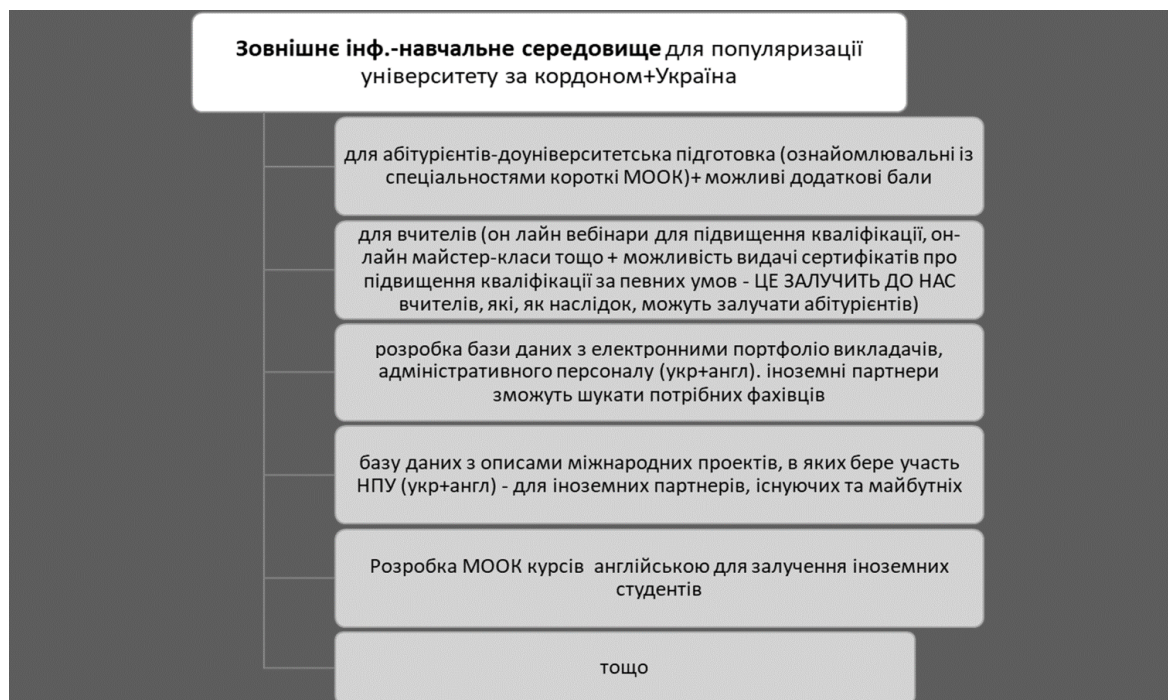 Зовнішнє інф.-навчальне середовище для популяризації
університету за кордоном+Україна
для абітурієнтів-доуніверситетська підготовка (ознайомлювальні із
спеціальностями короткі МООК)+ можливі додаткові бали
для вчителів (он лайн вебінари для підвищення кваліфікації, он-
лайн майстер-класи тощо + можливість видачі сертифікатів про
підвищення кваліфікації за певних умов - ЦЕ ЗАЛУЧИТЬ ДО НАС
вчителів, які, як наслідок, можуть залучати абітурієнтів)
розробка бази даних з електронними портфоліо викладачів,
адміністративного персоналу (укр+англ). іноземні партнери
зможуть шукати потрібних фахівців
базу даних з описами міжнародних проектів, в яких бере участь
НПУ (укр+англ) - для іноземних партнерів, існуючих та майбутніх
Розробка МООК курсів англійською для залучення іноземних
студентів
тощо